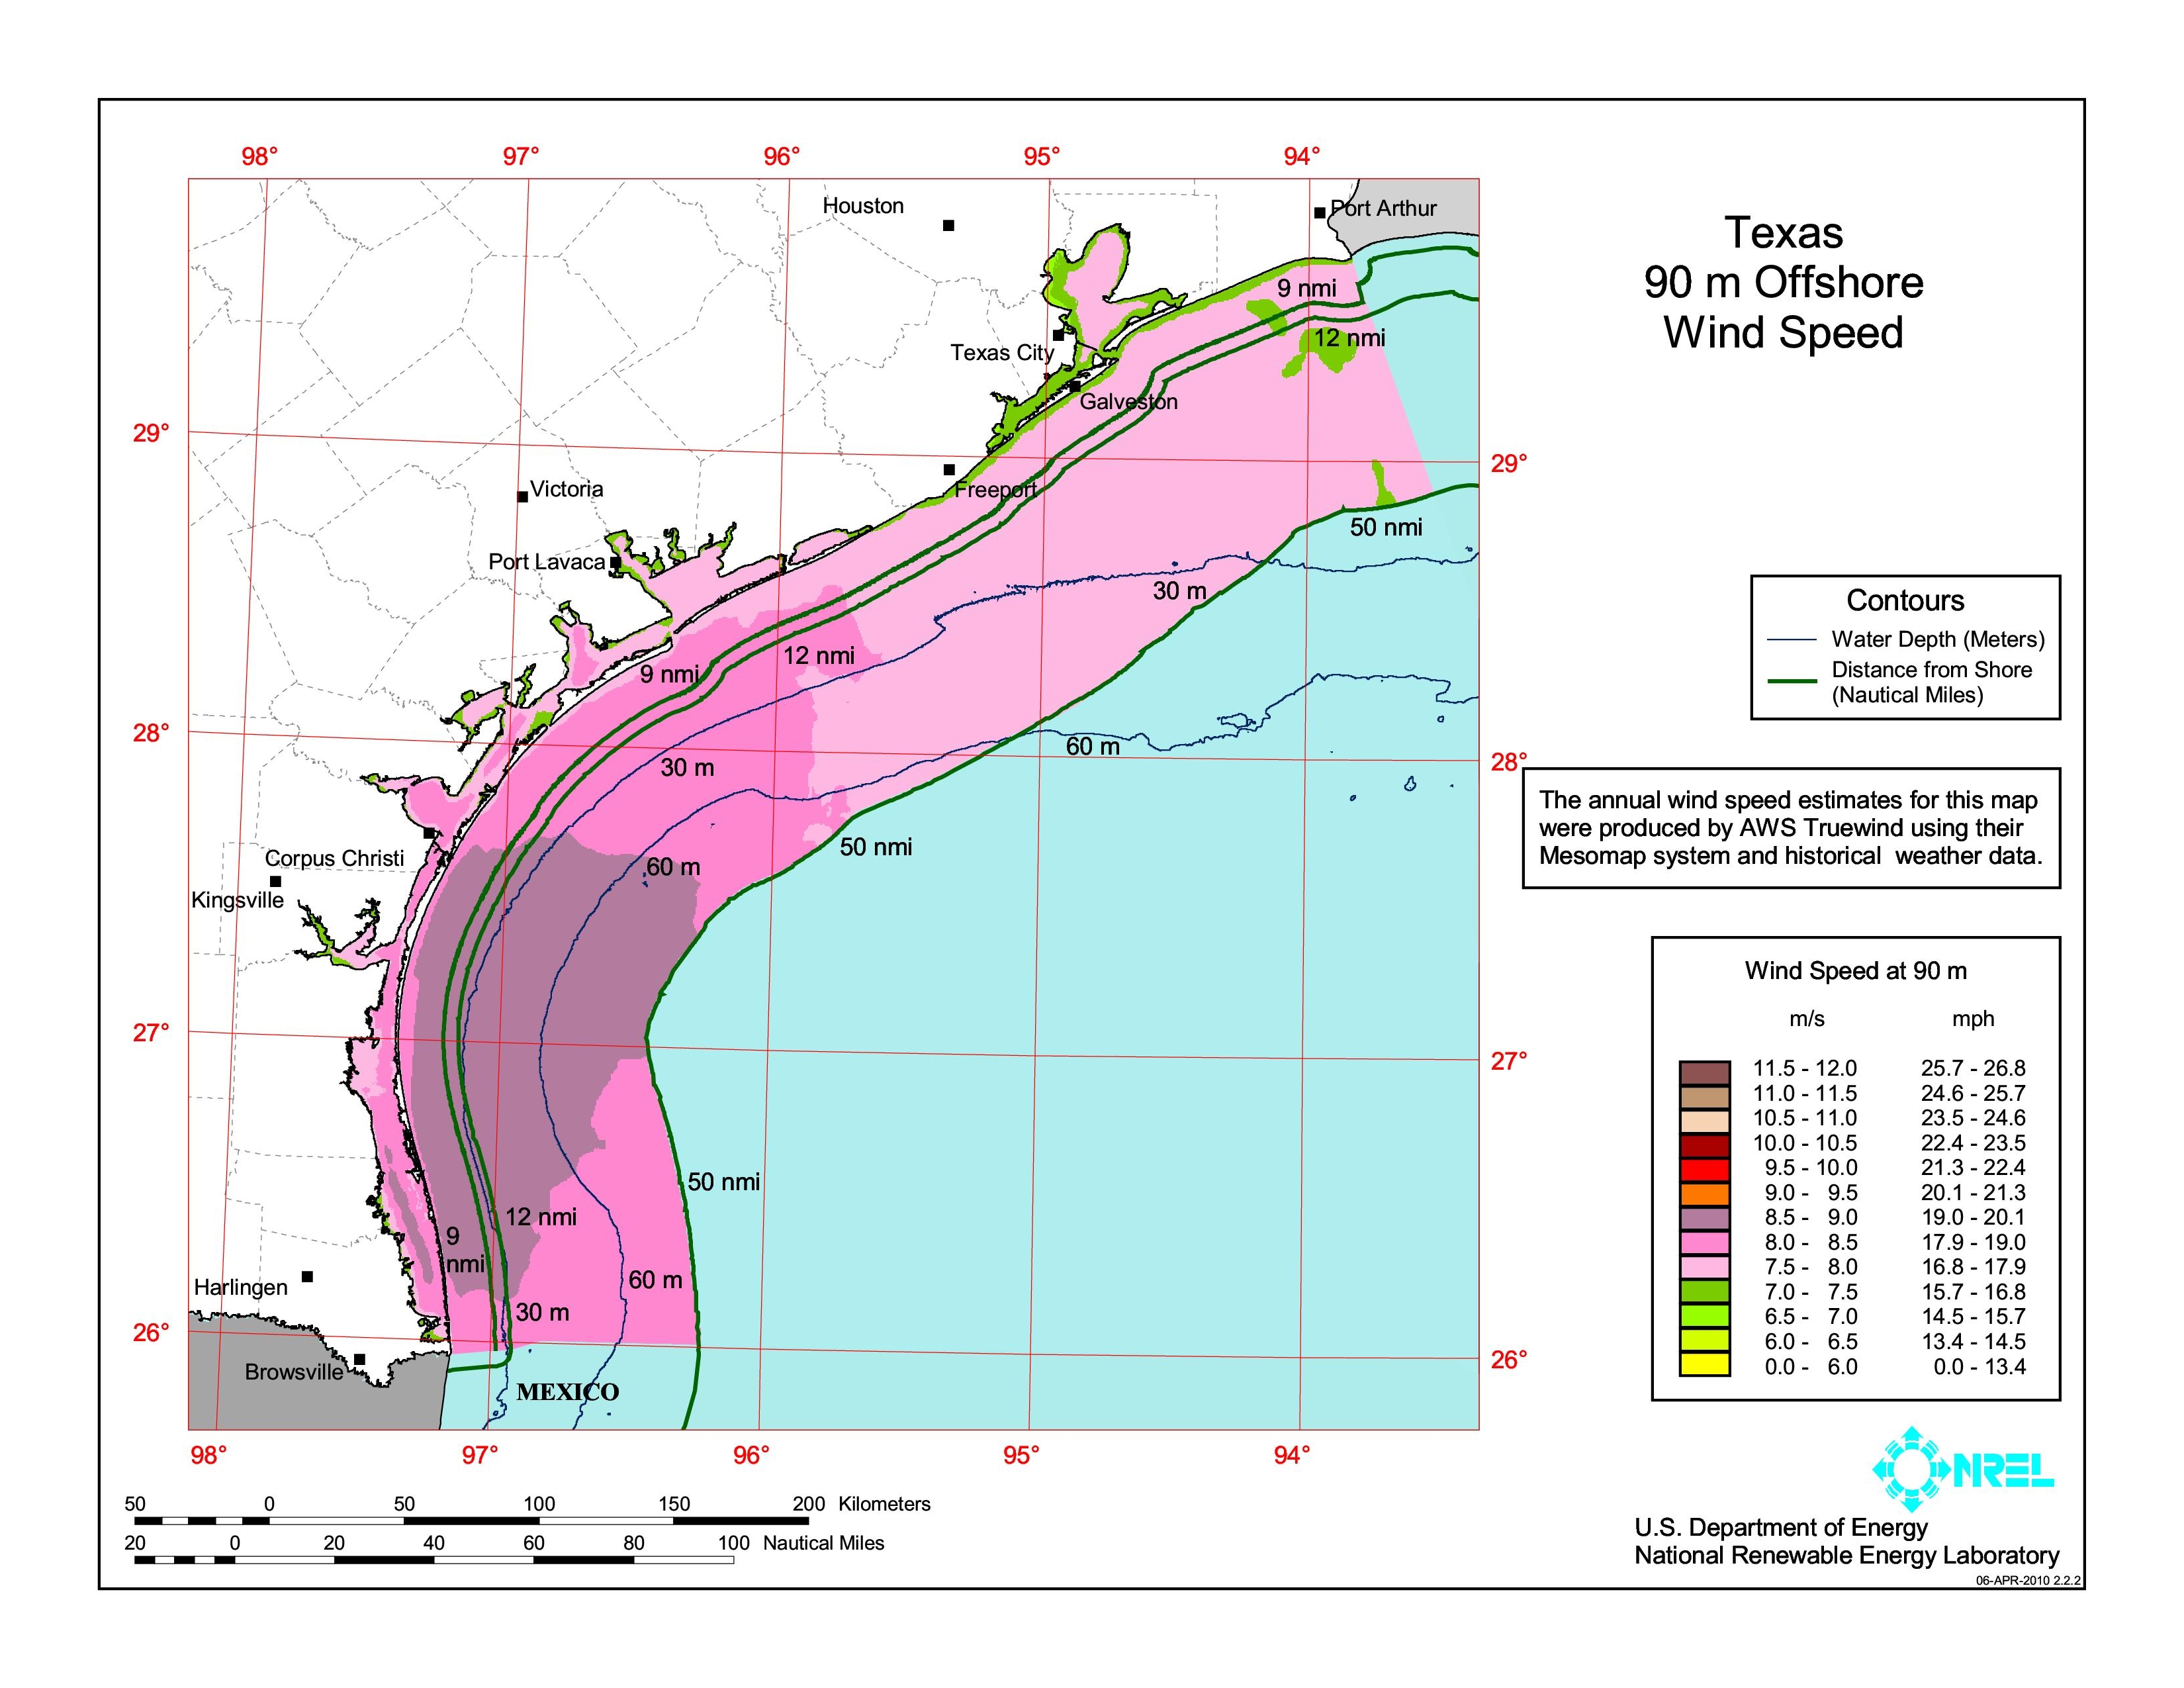 98°
97°
96°
95°
94°
Houston
Port Arthur
Texas
90 m Offshore
Wind Speed
9 nmi
12 nmi
Texas City
Galveston
29°
29°
Victoria
Freeport
50 nmi
Port Lavaca
30 m
12 nmi
9 nmi
28°
60 m
28°
30 m
50 nmi
60 m
Corpus Christi
Kingsville
27°
27°
50 nmi
12 nmi
9
nmi
60 m
Harlingen
30 m
26°
26°
Browsville
MEXICO
98°
97°
96°
95°
94°
Contours
Water Depth (Meters)
Distance from Shore
(Nautical Miles)
The annual wind speed estimates for this map
were produced by AWS Truewind using their
Mesomap system and historical weather data.
Wind Speed at 90 m
m/s mph
11.5 - 12.0 25.7 - 26.8
11.0 - 11.5 24.6 - 25.7
10.5 - 11.0 23.5 - 24.6
10.0 - 10.5 22.4 - 23.5
9.5 - 10.0 21.3 - 22.4
9.0 - 9.5 20.1 - 21.3
8.5 - 9.0 19.0 - 20.1
8.0 - 8.5 17.9 - 19.0
7.5 - 8.0 16.8 - 17.9
7.0 - 7.5 15.7 - 16.8
6.5 - 7.0 14.5 - 15.7
6.0 - 6.5 13.4 - 14.5
0.0 - 6.0 0.0 - 13.4
50 0 50 100 150 200 Kilometers
20 0 20 40 60 80 100 Nautical Miles
NREL
U.S. Department of Energy
National Renewable Energy Laboratory
06-APR-2010 2.2.2